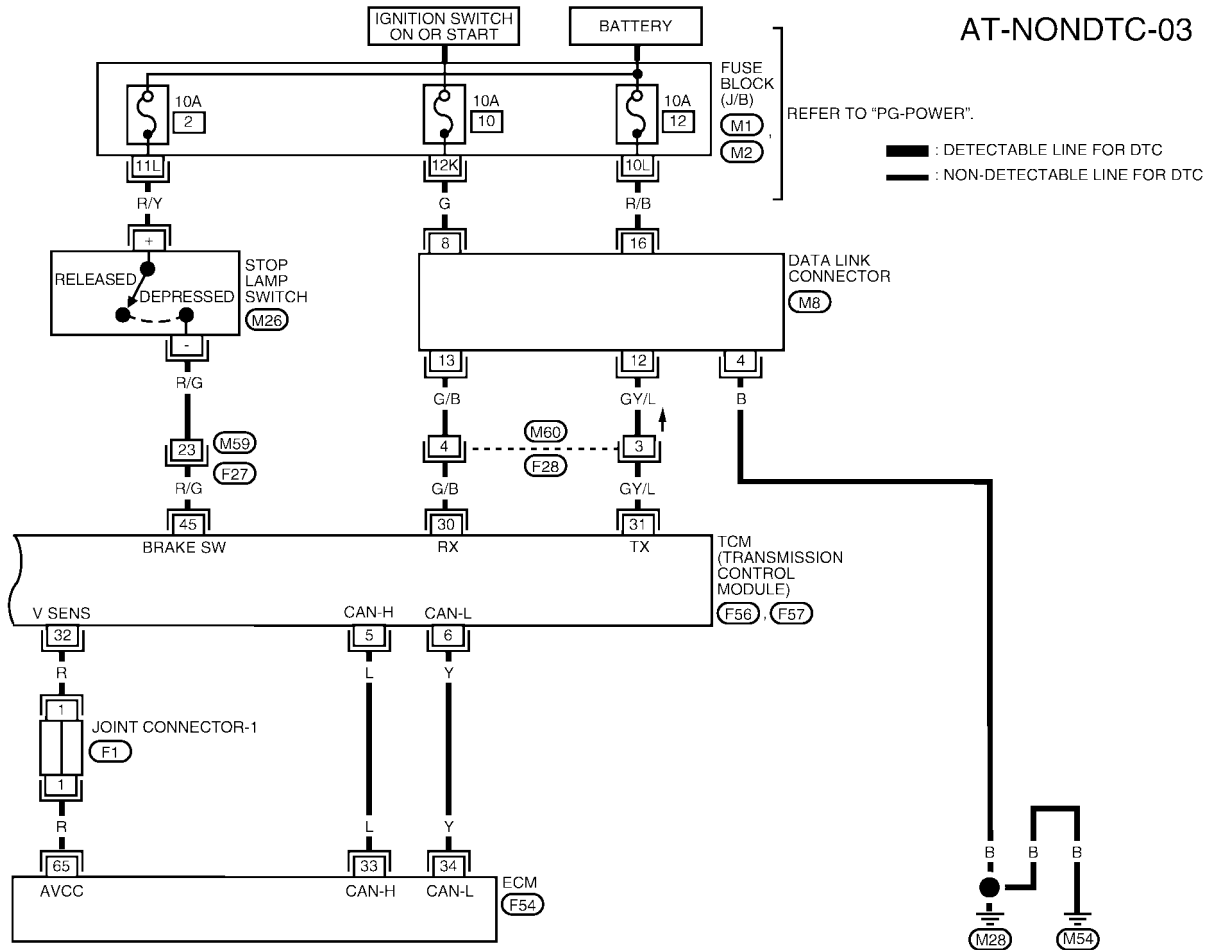 AT-NONDTC-03
IGNITION SWITCH
ON OR START
BATTERY
FUSE
BLOCK
(J/B)
M1 ,
M2
REFER TO "PG-POWER".
: DETECTABLE LINE FOR DTC
: NON-DETECTABLE LINE FOR DTC
10A
2
10A
10
10A
12
11L
12K
10L
R/Y
G
R/B
+
8
16
RELEASED
DEPRESSED
STOP
LAMP
SWITCH
M26
DATA LINK
CONNECTOR
M8
-
13
12
4
R/G
G/B
GY/L
B
23
M59
F27
4
M60
F28
3
R/G
G/B
GY/L
45
30
31
BRAKE SW
RX
TX
TCM
(TRANSMISSION
CONTROL
MODULE)
F56 , F57
V SENS
CAN-H
CAN-L
32
5
6
R
L
Y
1
JOINT CONNECTOR-1
F1
1
R
L
Y
B
B
B
65
33
34
AVCC
CAN-H
CAN-L
ECM
F54
M28
M54